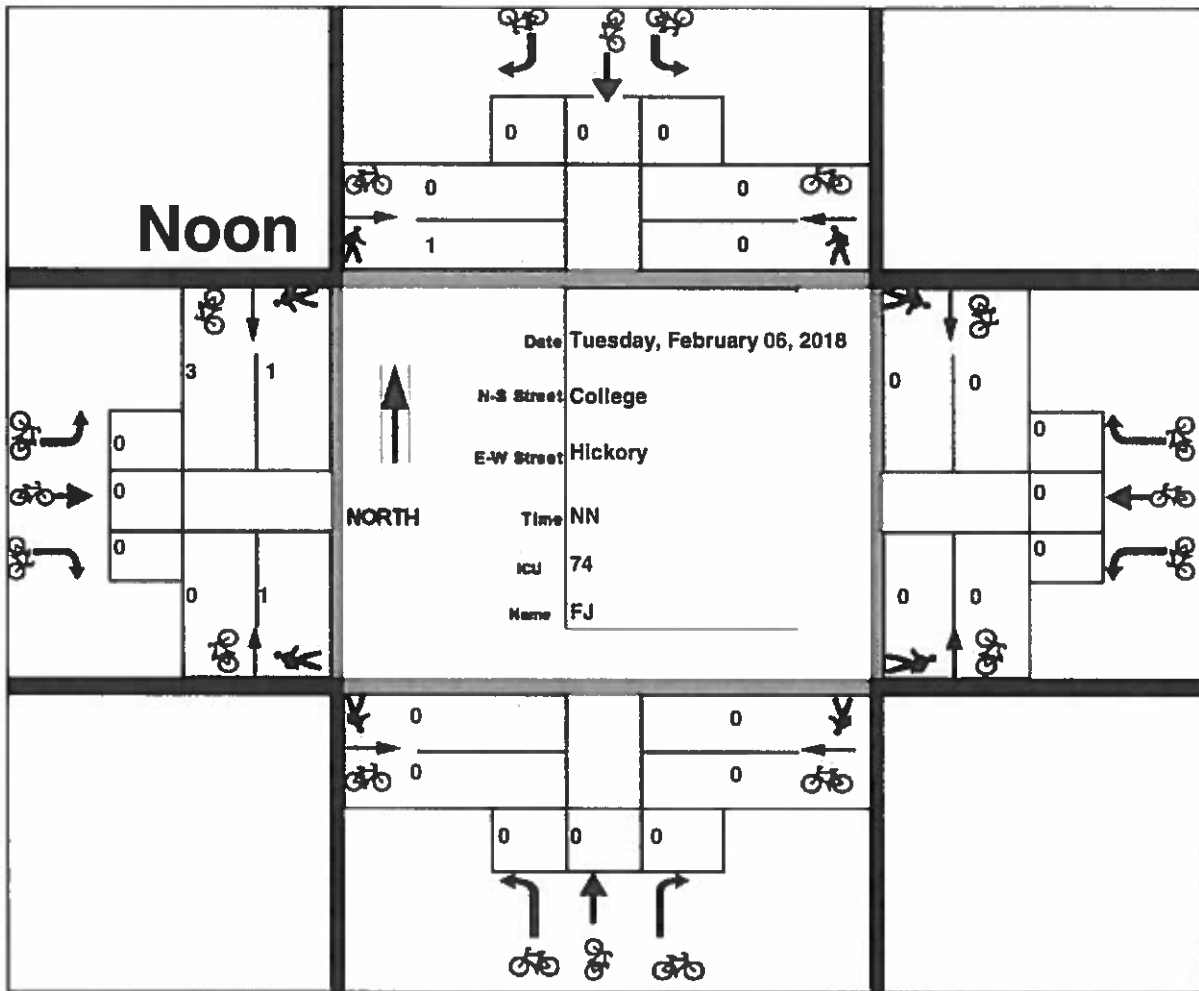 0 0 0
0 0
Noon
1 0
Date Tuesday, February 06, 2018
3 1
0 0
N-S Street College
0
0
E-W Street Hickory
0
0
NORTH
Time NN
0
0
ICU 74
0 1
0 0
Name FJ
0 0
0 0
0 0 0